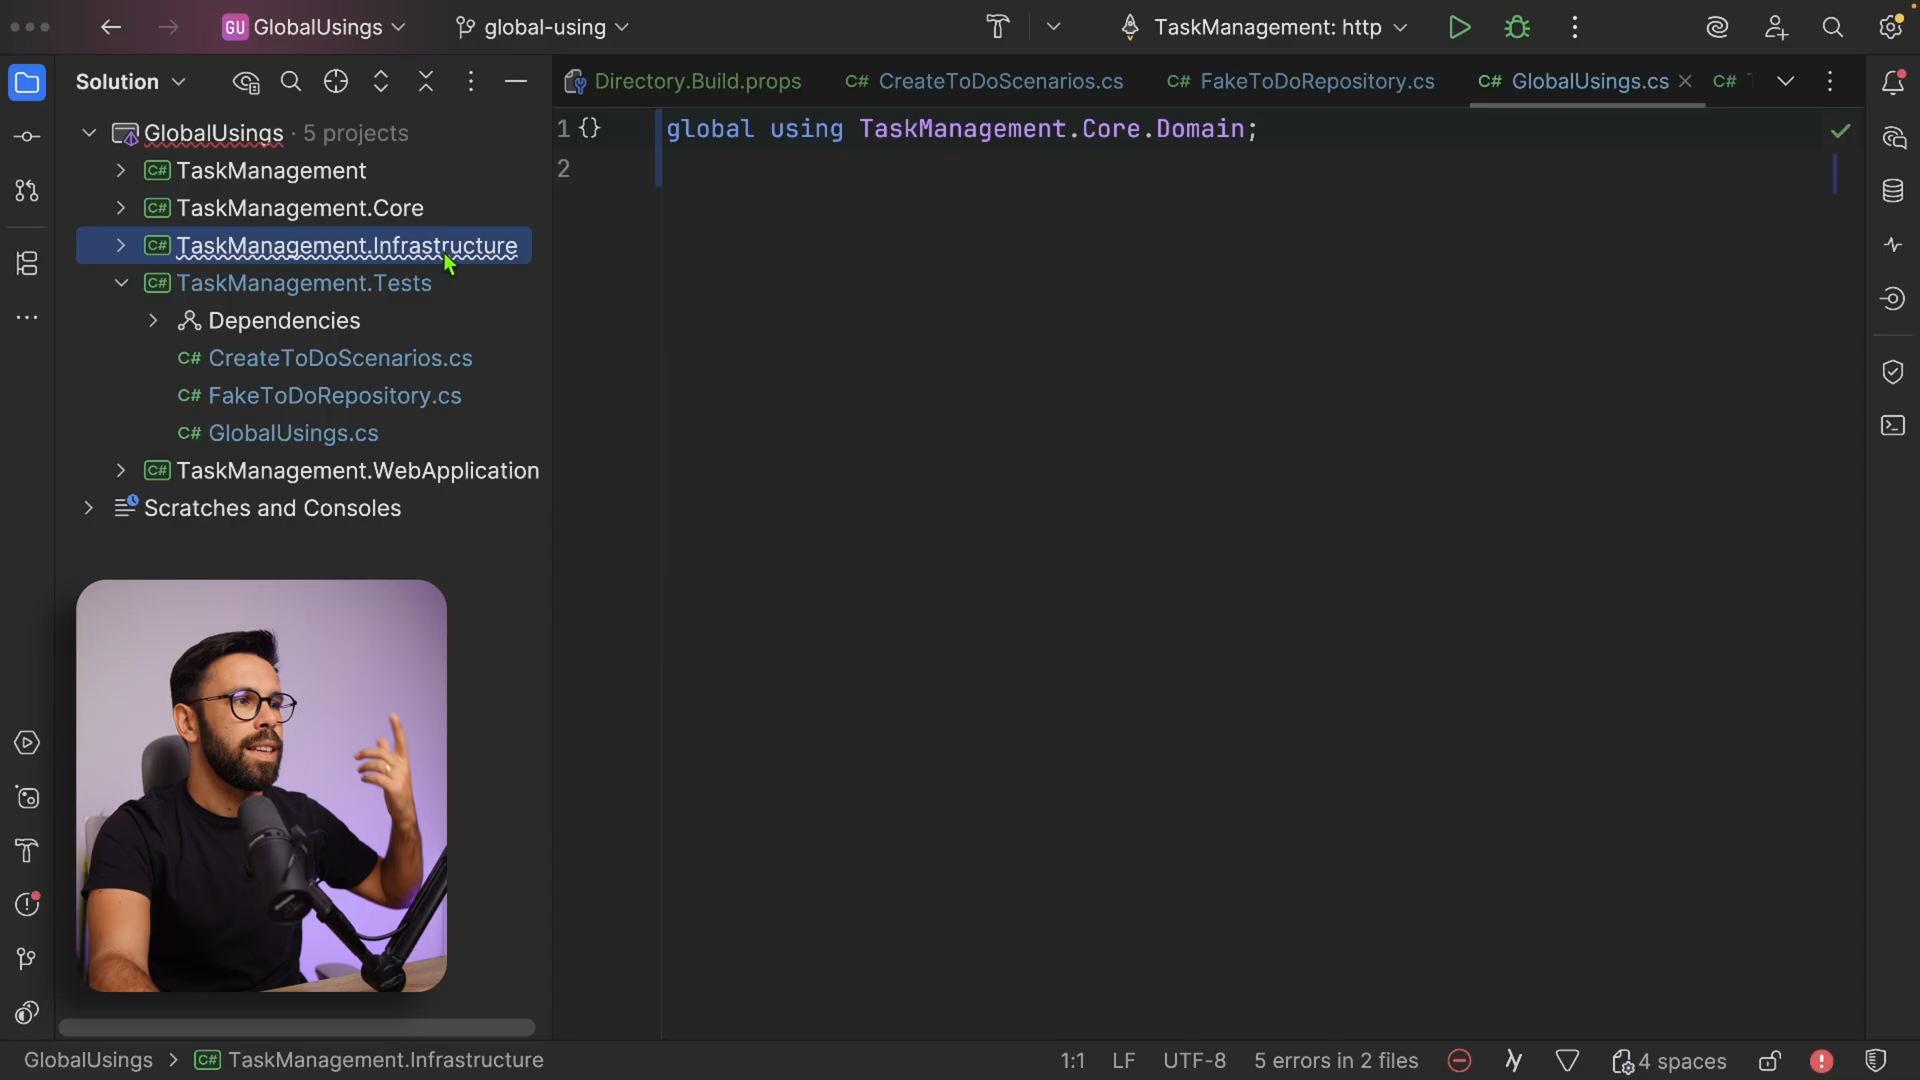 GU GlobalUsings
global-using
TaskManagement: http
Solution
Directory.Build.props
C# CreateToDoScenarios.cs
C# FakeToDoRepository.cs
C# GlobalUsings.cs
C#
GlobalUsings · 5 projects
C# TaskManagement
C# TaskManagement.Core
C# TaskManagement.Infrastructure
C# TaskManagement.Tests
Dependencies
C# CreateToDoScenarios.cs
C# FakeToDoRepository.cs
C# GlobalUsings.cs
C# TaskManagement.WebApplication
Scratches and Consoles
1 {} global using TaskManagement.Core.Domain;
2
GlobalUsings > C# TaskManagement.Infrastructure
1:1 LF UTF-8 5 errors in 2 files 4 spaces